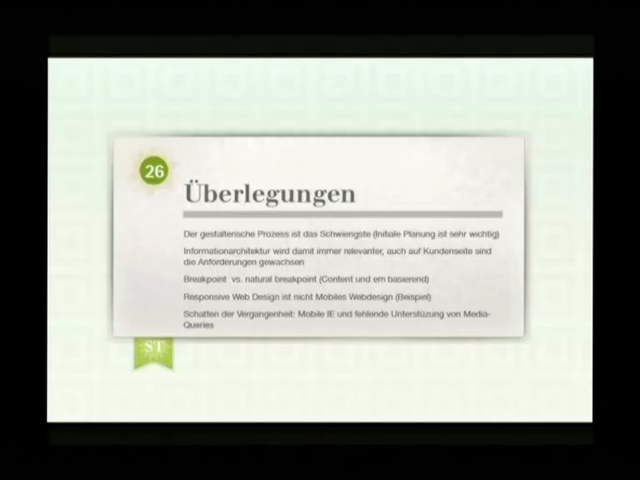 26
Überlegungen
Der gestalterische Prozess ist das Schwierigste (Initiale Planung ist sehr wichtig)
Informationarchitektur wird damit immer relevanter, auch auf Kundenseite sind
die Anforderungen gewachsen
Breakpoint vs. natural breakpoint (Content und em basierend)
Responsive Web Design ist nicht Mobiles Webdesign (Beispiel)
Schatten der Vergangenheit: Mobile IE und fehlende Unterstüzung von Media-
Queries
ST